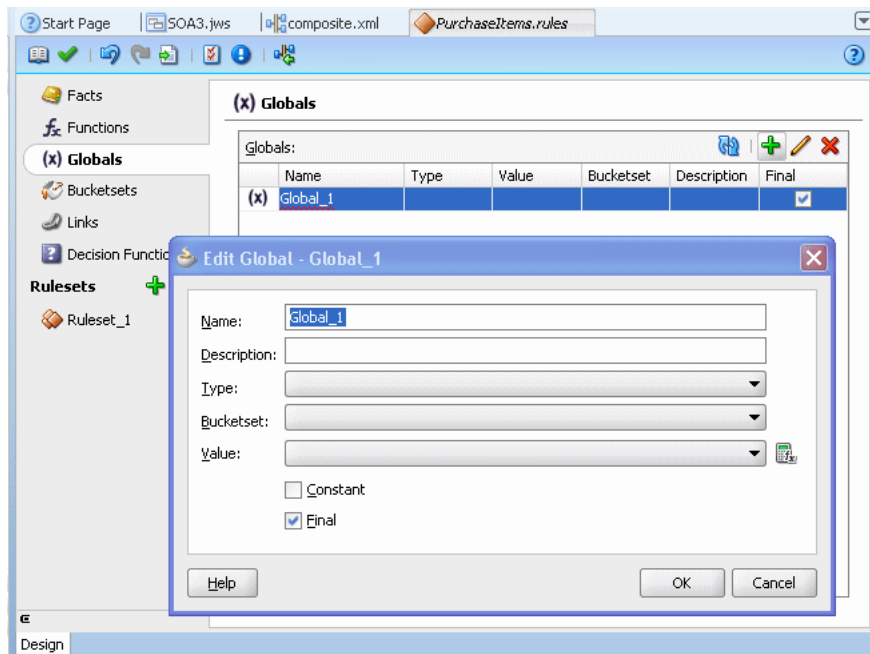 Start Page SOA3.jws composite.xml PurchaseItems.rules
Facts
Functions
(x) Globals
Bucketsets
Links
Decision Functio
Rulesets
Ruleset_1
(x) Globals
Globals:
Name Type Value Bucketset Description Final
(x) Global_1
Edit Global - Global_1
Name: Global_1
Description:
Type:
Bucketset:
Value:
Constant
Final
Help OK Cancel
Design